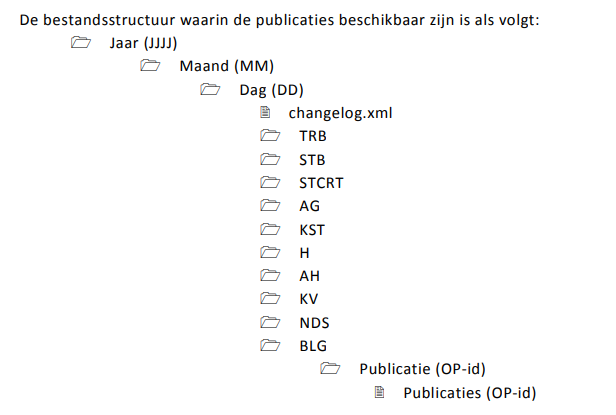 De bestandsstructuur waarin de publicaties beschikbaar zijn is als volgt:
Jaar (JJJJ)
Maand (MM)
Dag (DD)
changelog.xml
TRB
STB
STCRT
AG
KST
H
AH
KV
NDS
BLG
Publicatie (OP-id)
Publicaties (OP-id)